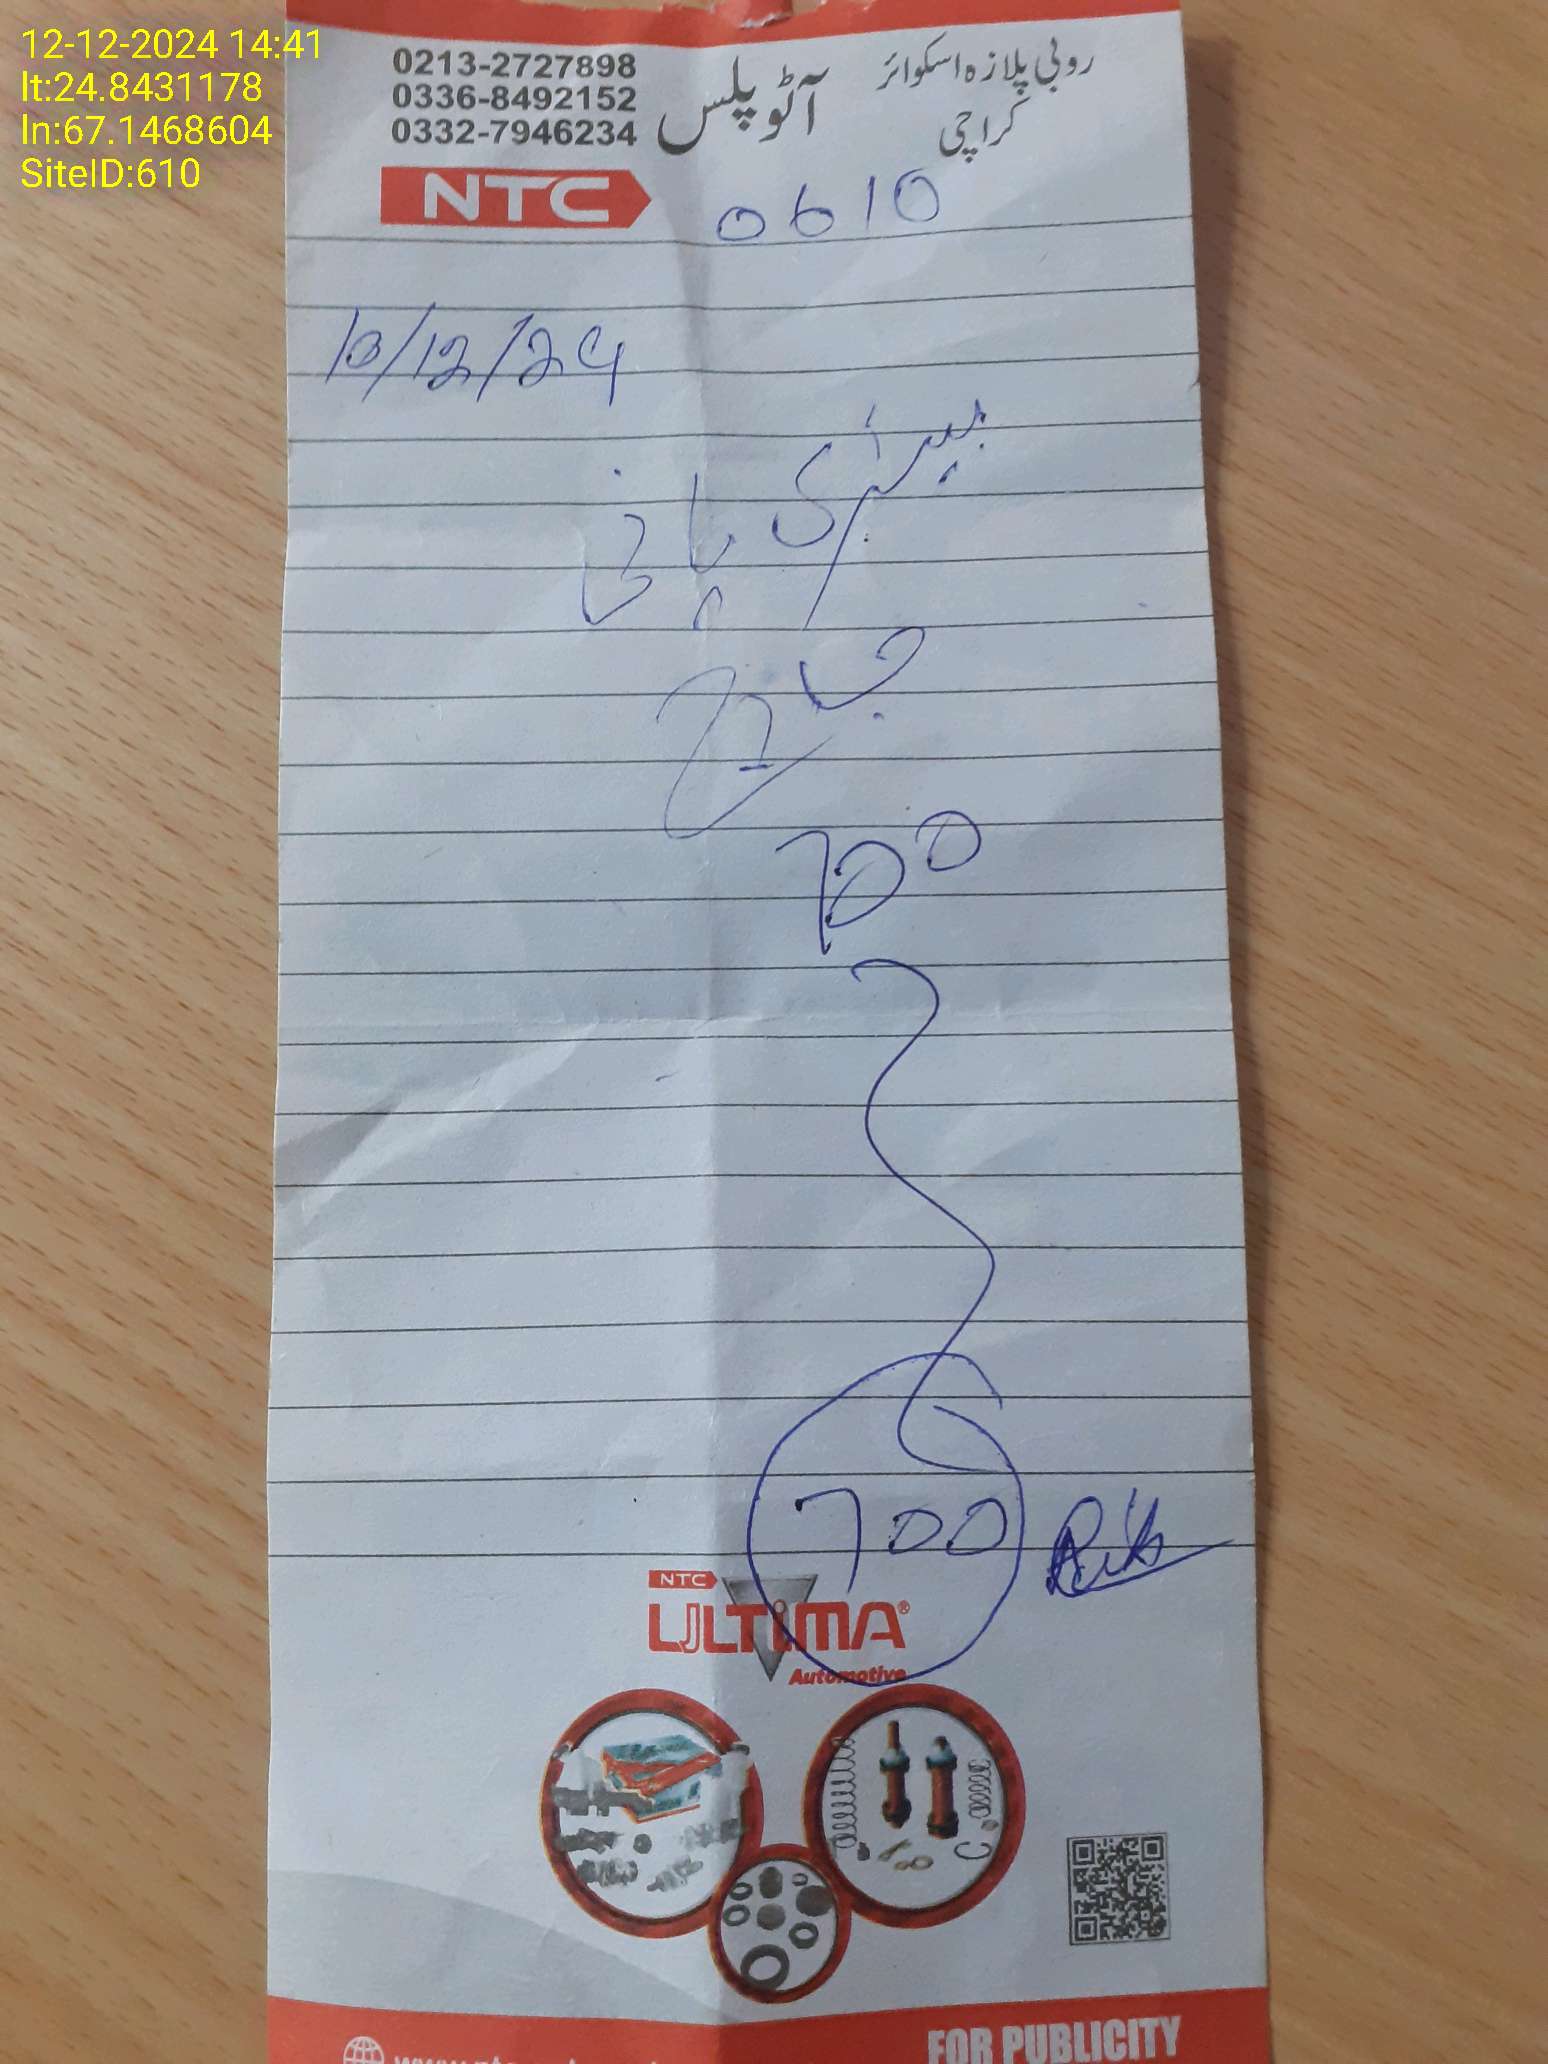 12-12-2024 14:41
lt:24.8431178
ln:67.1468604
SiteID:610
0213-2727898
0336-8492152
0332-7946234
آٹو پلس
روبی پلازہ اسکوائر
کراچی
NTC
0610
10/12/24
بیٹری پانی
چارج
700
700
NTC
ULTIMA®
Automotive
FOR PUBLICITY